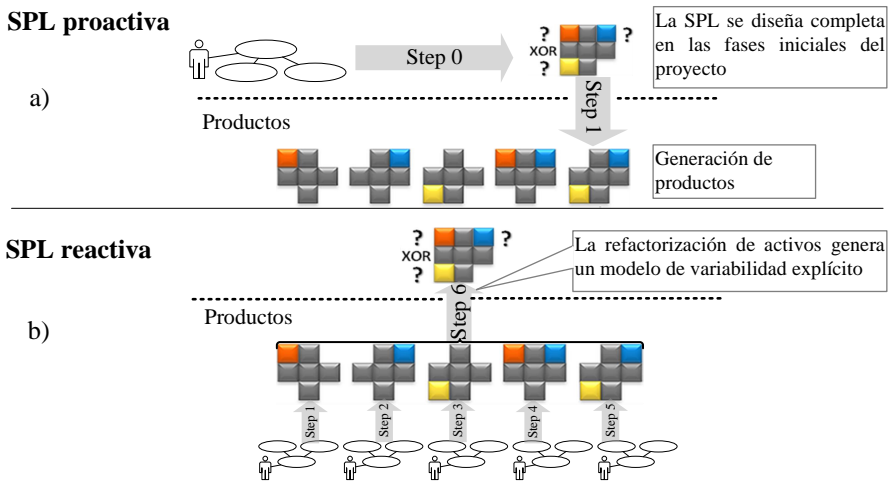 SPL proactiva
Step 0
?
?
XOR
?
La SPL se diseña completa
en las fases iniciales del
proyecto
a)
Step 1
Productos
Generación de
productos
SPL reactiva
?
?
XOR
?
La refactorización de activos genera
un modelo de variabilidad explícito
Step 6
Productos
b)
Step 1
Step 2
Step 3
Step 4
Step 5